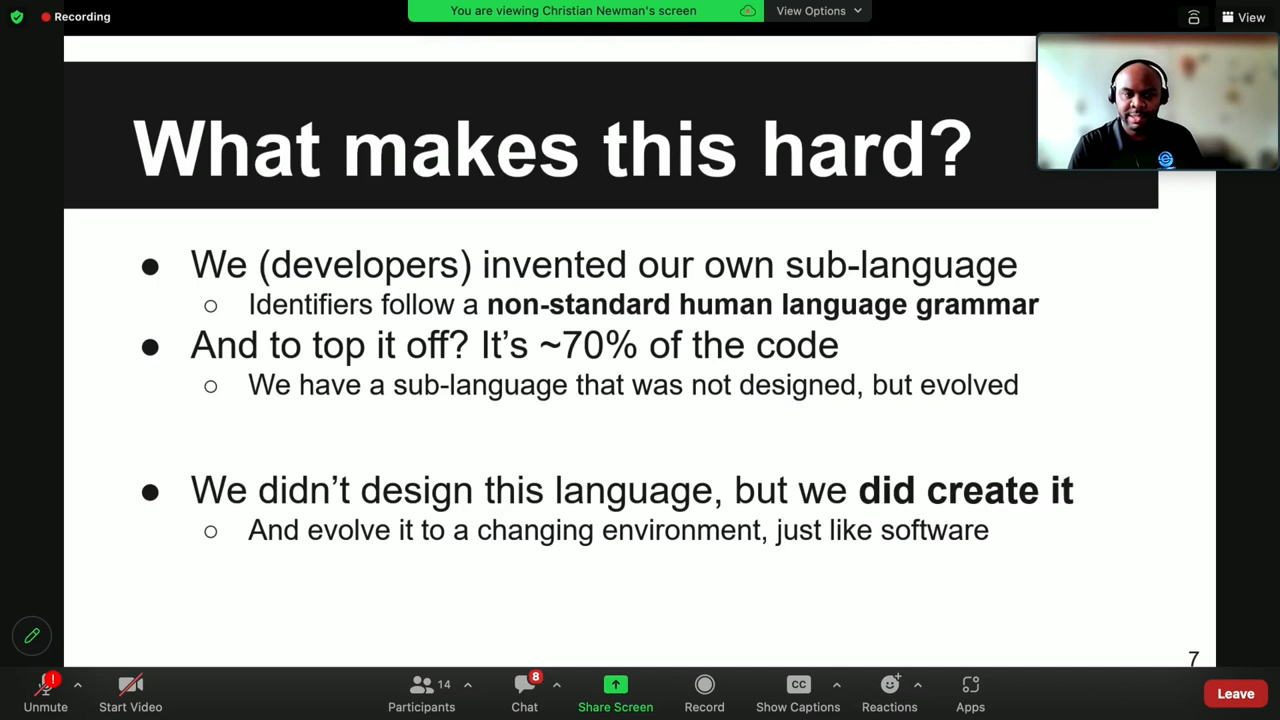 Recording
You are viewing Christian Newman's screen
View Options
View
What makes this hard?
● We (developers) invented our own sub-language
○ Identifiers follow a non-standard human language grammar
● And to top it off? It's ~70% of the code
○ We have a sub-language that was not designed, but evolved
● We didn't design this language, but we did create it
○ And evolve it to a changing environment, just like software
7
Unmute
Start Video
14
Participants
8
Chat
Share Screen
Record
CC
Show Captions
Reactions
Apps
Leave